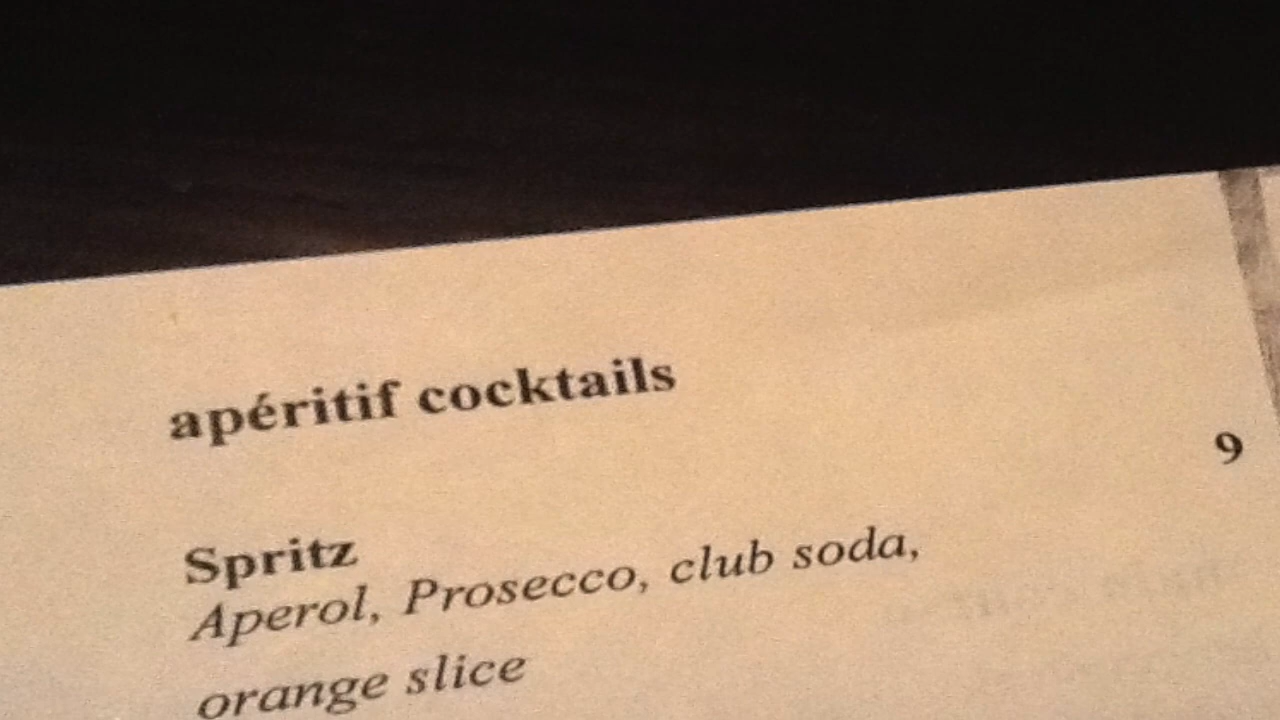 apéritif cocktails
Spritz 9
Aperol, Prosecco, club soda,
orange slice